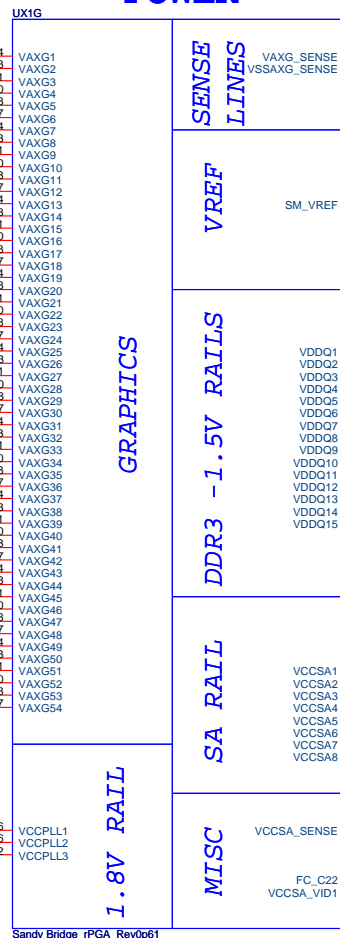 POWER
UX1G
VAXG1
VAXG2
VAXG3
VAXG4
VAXG5
VAXG6
VAXG7
VAXG8
VAXG9
VAXG10
VAXG11
VAXG12
VAXG13
VAXG14
VAXG15
VAXG16
VAXG17
VAXG18
VAXG19
VAXG20
VAXG21
VAXG22
VAXG23
VAXG24
VAXG25
VAXG26
VAXG27
VAXG28
VAXG29
VAXG30
VAXG31
VAXG32
VAXG33
VAXG34
VAXG35
VAXG36
VAXG37
VAXG38
VAXG39
VAXG40
VAXG41
VAXG42
VAXG43
VAXG44
VAXG45
VAXG46
VAXG47
VAXG48
VAXG49
VAXG50
VAXG51
VAXG52
VAXG53
VAXG54
GRAPHICS
VCCPLL1
VCCPLL2
VCCPLL3
1.8V RAIL
SENSE
LINES
VAXG_SENSE
VSSAXG_SENSE
VREF
SM_VREF
DDR3 -1.5V RAILS
VDDQ1
VDDQ2
VDDQ3
VDDQ4
VDDQ5
VDDQ6
VDDQ7
VDDQ8
VDDQ9
VDDQ10
VDDQ11
VDDQ12
VDDQ13
VDDQ14
VDDQ15
SA RAIL
VCCSA1
VCCSA2
VCCSA3
VCCSA4
VCCSA5
VCCSA6
VCCSA7
VCCSA8
MISC
VCCSA_SENSE
FC_C22
VCCSA_VID1
Sandy Bridge_rPGA_Rev0p61